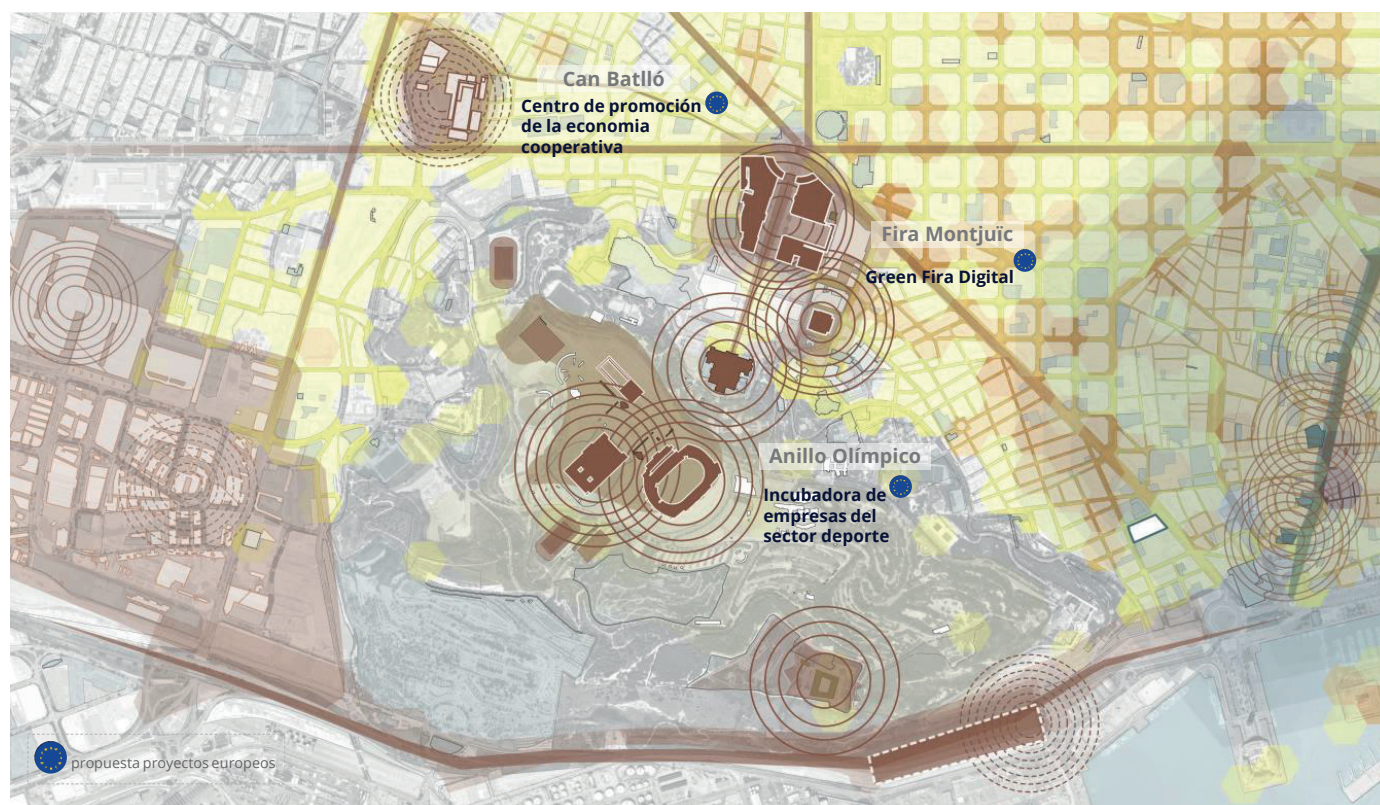 Can Batlló
Centro de promoción
de la economia
cooperativa
Fira Montjuïc
Green Fira Digital
Anillo Olímpico
Incubadora de
empresas del
sector deporte
propuesta proyectos europeos